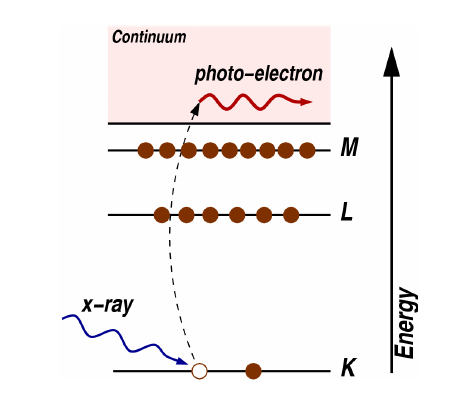 Continuum
photo-electron
M
L
x-ray
K
Energy